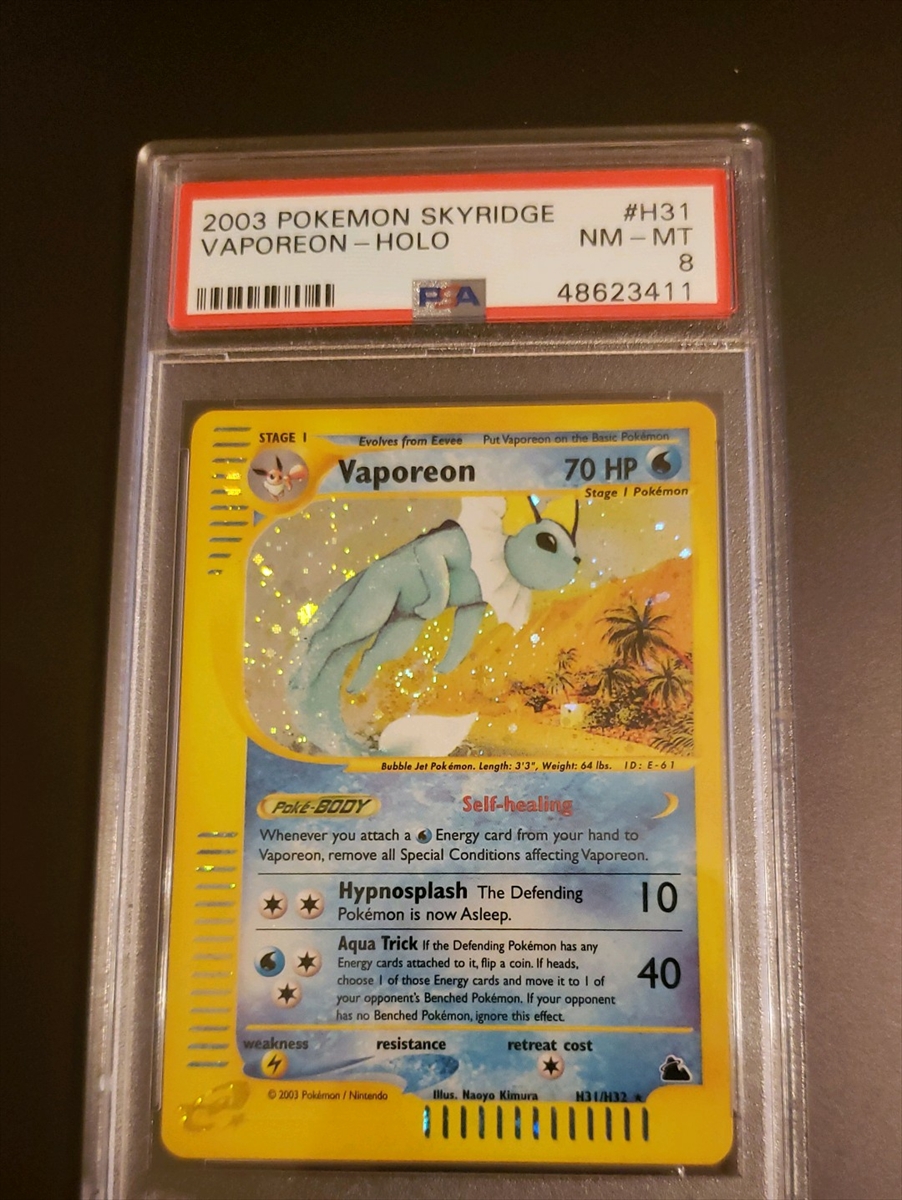 2003 POKEMON SKYRIDGE #H31
VAPOREON - HOLO NM - MT
8
PSA 48623411
STAGE 1 Evolves from Eevee Put Vaporeon on the Basic Pokémon
Vaporeon 70 HP
Stage 1 Pokémon
Bubble Jet Pokémon. Length: 3'3", Weight: 64 lbs. ID: E-61
Poké-BODY Self-healing
Whenever you attach a Energy card from your hand to
Vaporeon, remove all Special Conditions affecting Vaporeon.
Hypnosplash The Defending 10
Pokémon is now Asleep.
Aqua Trick If the Defending Pokémon has any
Energy cards attached to it, flip a coin. If heads,
choose 1 of those Energy cards and move it to 1 of 40
your opponent's Benched Pokémon. If your opponent
has no Benched Pokémon, ignore this effect.
weakness resistance retreat cost
© 2003 Pokémon / Nintendo Illus. Naoyo Kimura H31/H32 ★